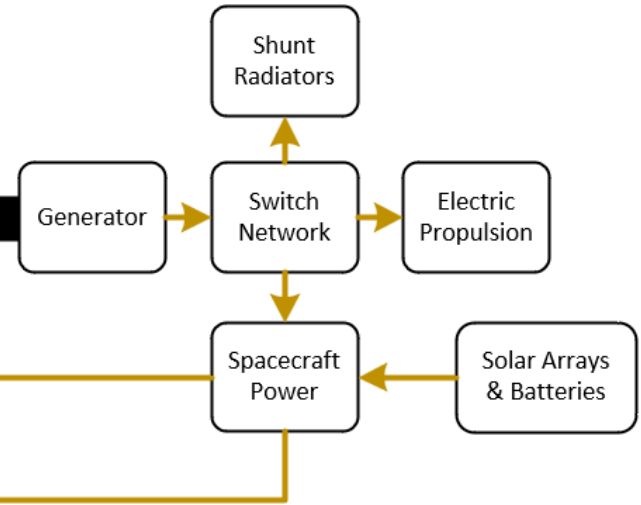 Shunt
Radiators
Generator
Switch
Network
Electric
Propulsion
Spacecraft
Power
Solar Arrays
& Batteries